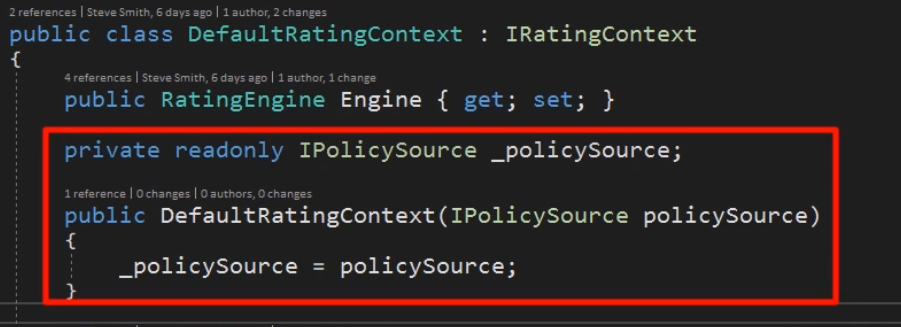 2 references | Steve Smith, 6 days ago | 1 author, 2 changes
public class DefaultRatingContext : IRatingContext
{
4 references | Steve Smith, 6 days ago | 1 author, 1 change
public RatingEngine Engine { get; set; }
private readonly IPolicySource _policySource;
1 reference | 0 changes | 0 authors, 0 changes
public DefaultRatingContext(IPolicySource policySource)
{
_policySource = policySource;
}